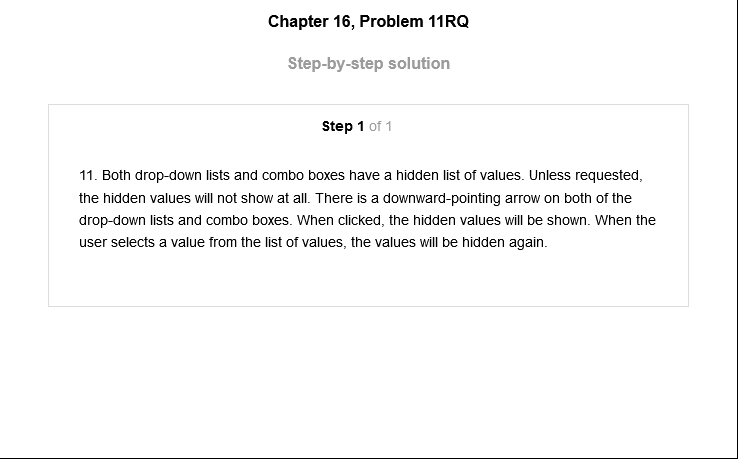 Chapter 16, Problem 11RQ
Step-by-step solution
Step 1 of 1
11. Both drop-down lists and combo boxes have a hidden list of values. Unless requested,
the hidden values will not show at all. There is a downward-pointing arrow on both of the
drop-down lists and combo boxes. When clicked, the hidden values will be shown. When the
user selects a value from the list of values, the values will be hidden again.